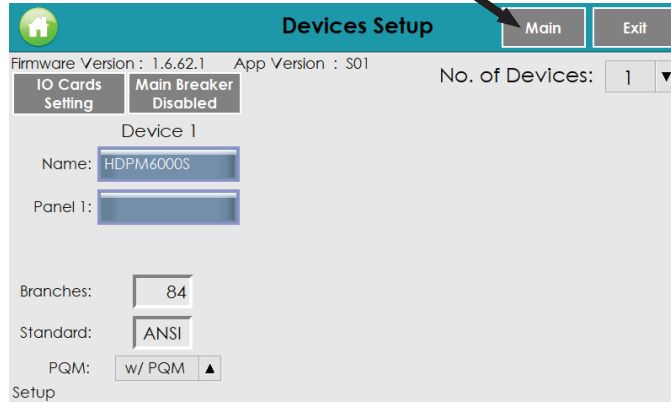 Devices Setup
Main
Exit
Firmware Version : 1.6.62.1 App Version : S01
No. of Devices: 1
IO Cards Setting
Main Breaker Disabled
Device 1
Name: HDPM6000S
Panel 1:
Branches: 84
Standard: ANSI
PQM: w/ PQM
Setup